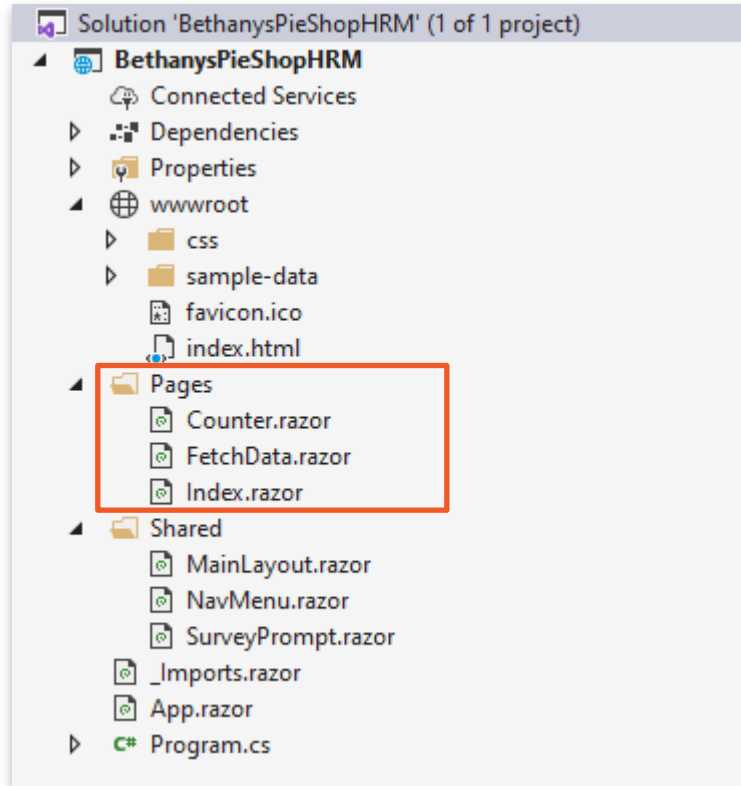 Solution 'BethanysPieShopHRM' (1 of 1 project)
BethanysPieShopHRM
Connected Services
Dependencies
Properties
wwwroot
css
sample-data
favicon.ico
index.html
Pages
Counter.razor
FetchData.razor
Index.razor
Shared
MainLayout.razor
NavMenu.razor
SurveyPrompt.razor
_Imports.razor
App.razor
C# Program.cs